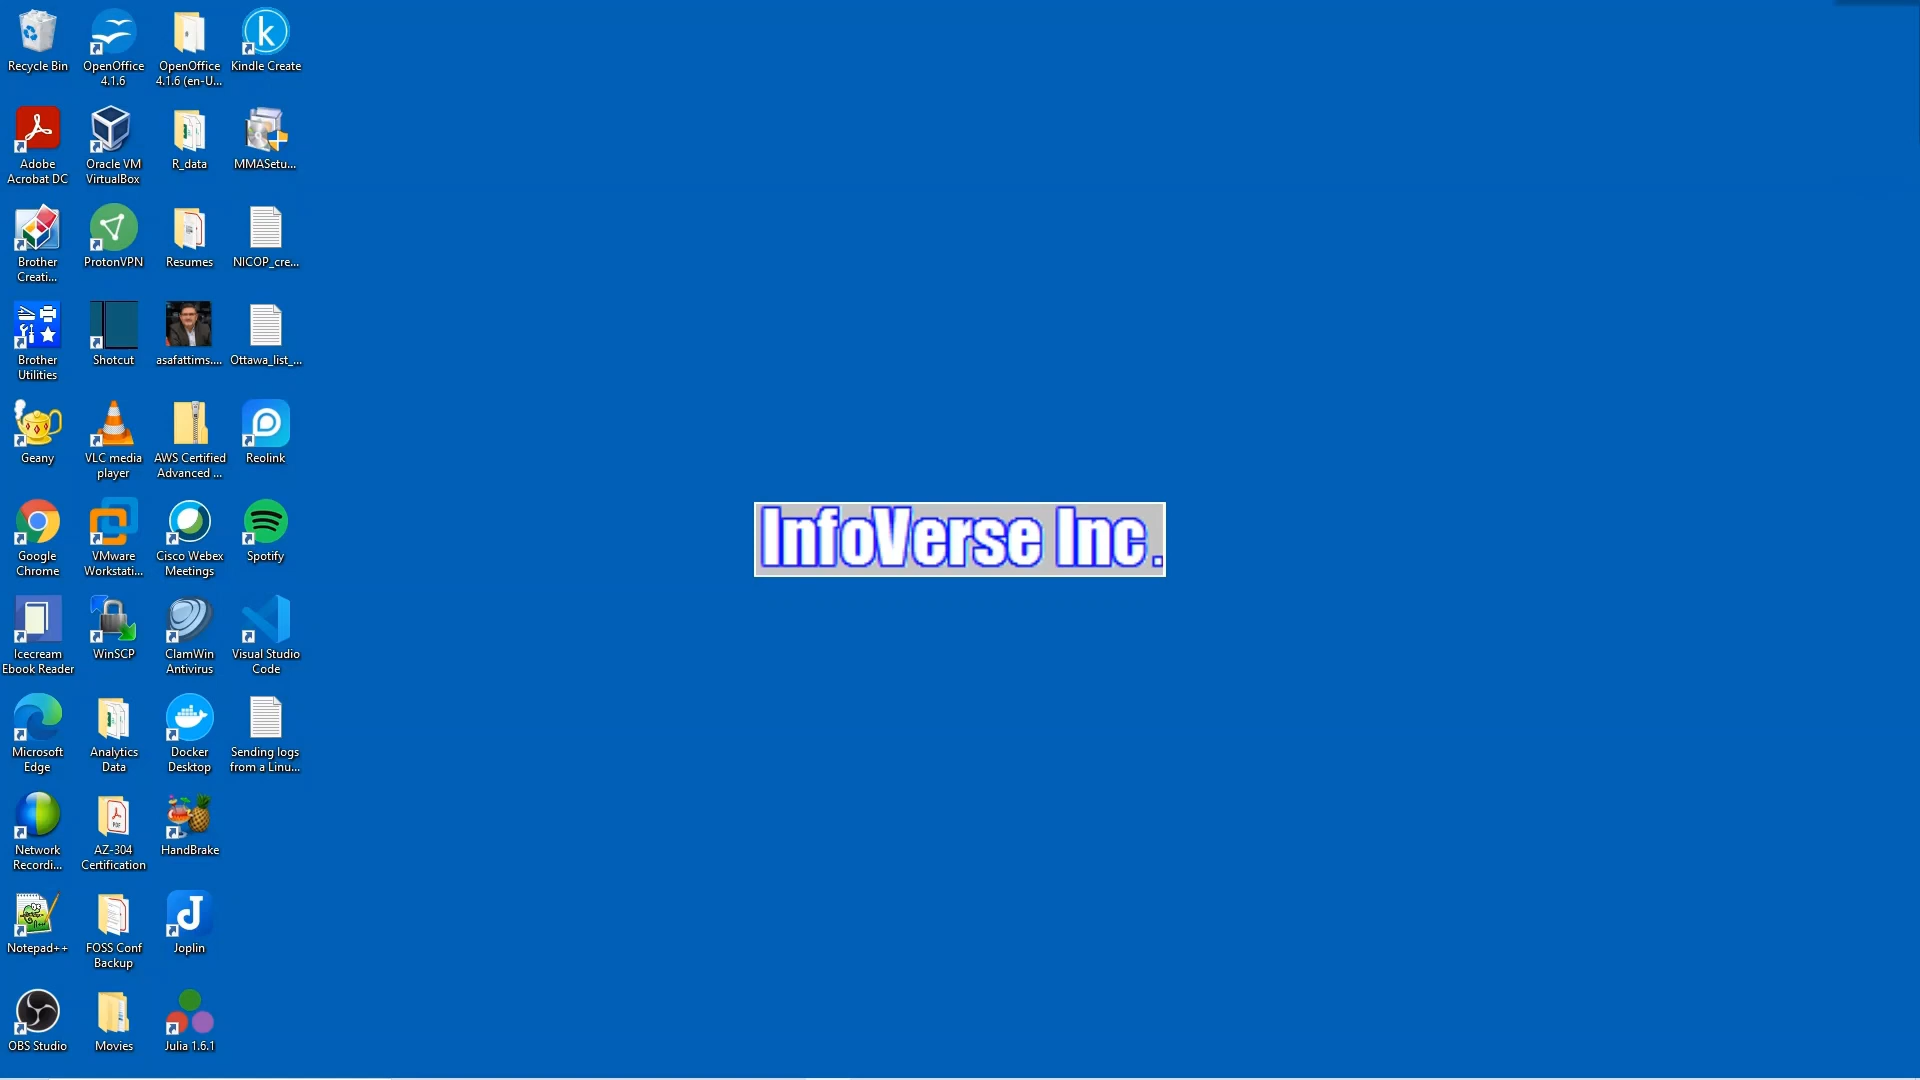 Recycle Bin
OpenOffice
4.1.6
OpenOffice
4.1.6 (en-U...
Kindle Create
Adobe
Acrobat DC
Oracle VM
VirtualBox
R_data
MMASetu...
Brother
Creati...
ProtonVPN
Resumes
NICOP_cre...
Brother
Utilities
Shotcut
asafattims....
Ottawa_list_...
Geany
VLC media
player
AWS Certified
Advanced ...
Reolink
Google
Chrome
VMware
Workstati...
Cisco Webex
Meetings
Spotify
InfoVerse Inc.
Icecream
Ebook Reader
WinSCP
ClamWin
Antivirus
Visual Studio
Code
Microsoft
Edge
Analytics
Data
Docker
Desktop
Sending logs
from a Linu...
Network
Recordi...
AZ-304
Certification
HandBrake
Notepad++
FOSS Conf
Backup
Joplin
OBS Studio
Movies
Julia 1.6.1